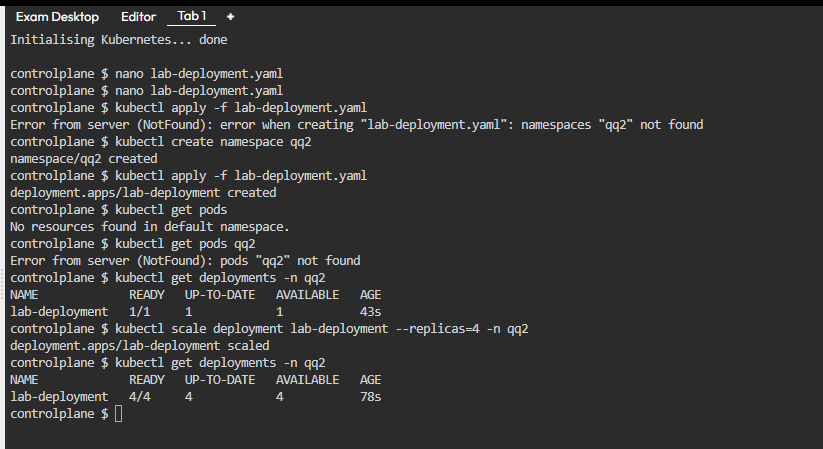 Exam Desktop Editor Tab 1 +
Initialising Kubernetes... done
controlplane $ nano lab-deployment.yaml
controlplane $ nano lab-deployment.yaml
controlplane $ kubectl apply -f lab-deployment.yaml
Error from server (NotFound): error when creating "lab-deployment.yaml": namespaces "qq2" not found
controlplane $ kubectl create namespace qq2
namespace/qq2 created
controlplane $ kubectl apply -f lab-deployment.yaml
deployment.apps/lab-deployment created
controlplane $ kubectl get pods
No resources found in default namespace.
controlplane $ kubectl get pods qq2
Error from server (NotFound): pods "qq2" not found
controlplane $ kubectl get deployments -n qq2
NAME READY UP-TO-DATE AVAILABLE AGE
lab-deployment 1/1 1 1 43s
controlplane $ kubectl scale deployment lab-deployment --replicas=4 -n qq2
deployment.apps/lab-deployment scaled
controlplane $ kubectl get deployments -n qq2
NAME READY UP-TO-DATE AVAILABLE AGE
lab-deployment 4/4 4 4 78s
controlplane $